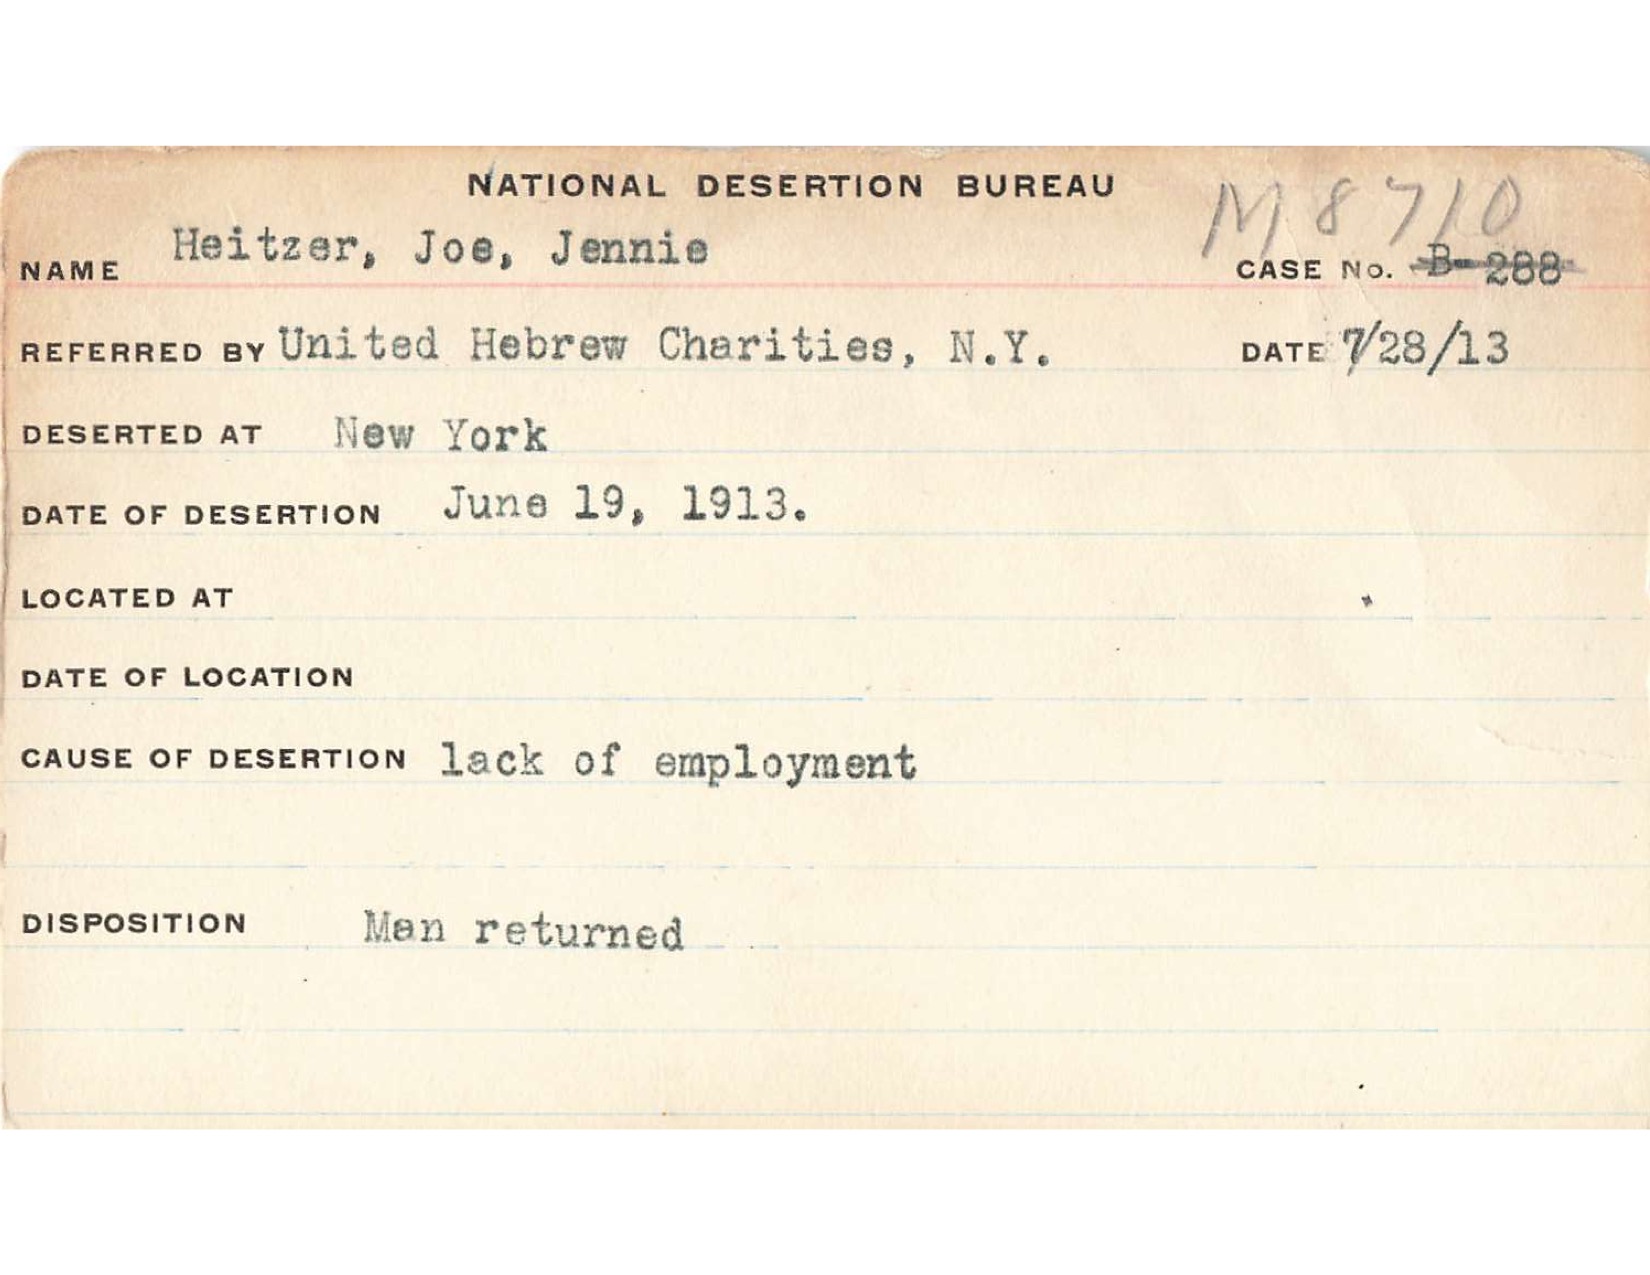 NATIONAL DESERTION BUREAU
M8710
NAME Heitzer, Joe, Jennie
CASE No. B-288
REFERRED BY United Hebrew Charities, N.Y.
DATE 7/28/13
DESERTED AT New York
DATE OF DESERTION June 19, 1913.
LOCATED AT
DATE OF LOCATION
CAUSE OF DESERTION lack of employment
DISPOSITION Man returned